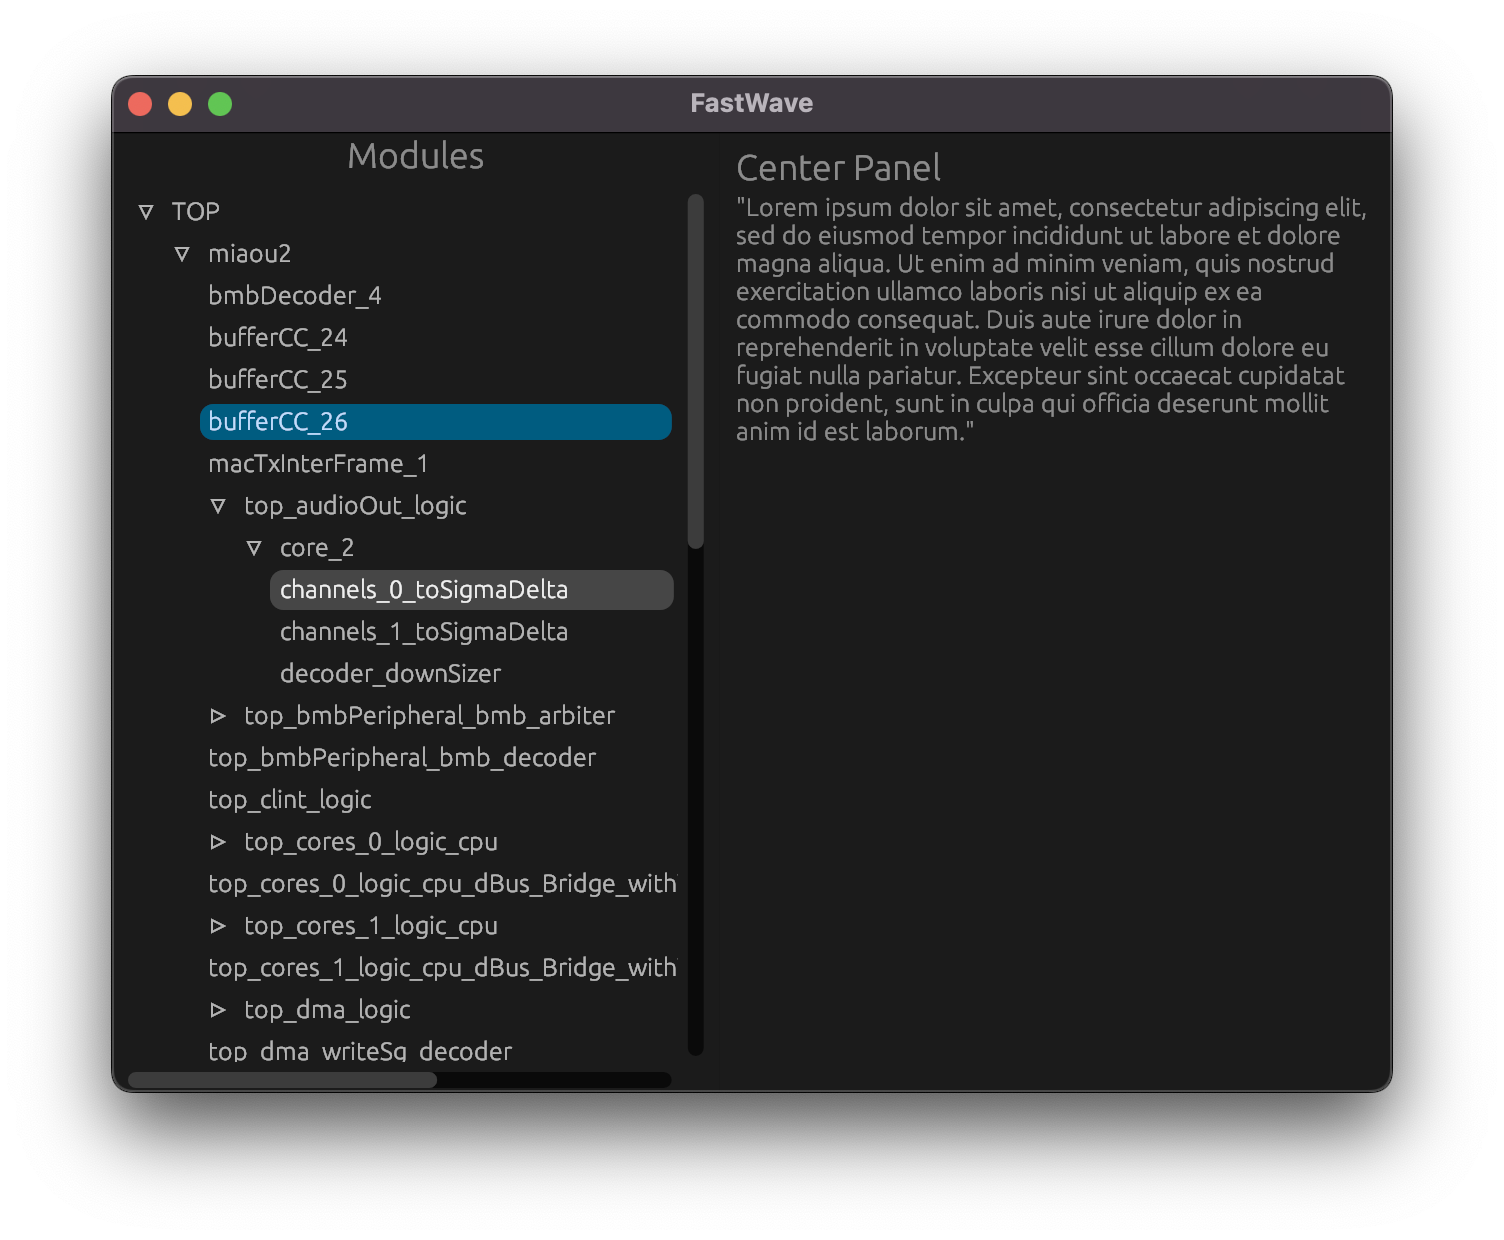 FastWave
Modules
TOP
miaou2
bmbDecoder_4
bufferCC_24
bufferCC_25
bufferCC_26
macTxInterFrame_1
top_audioOut_logic
core_2
channels_0_toSigmaDelta
channels_1_toSigmaDelta
decoder_downSizer
top_bmbPeripheral_bmb_arbiter
top_bmbPeripheral_bmb_decoder
top_clint_logic
top_cores_0_logic_cpu
top_cores_0_logic_cpu_dBus_Bridge_with
top_cores_1_logic_cpu
top_cores_1_logic_cpu_dBus_Bridge_with
top_dma_logic
top_dma_writeSg_decoder
Center Panel
"Lorem ipsum dolor sit amet, consectetur adipiscing elit,
sed do eiusmod tempor incididunt ut labore et dolore
magna aliqua. Ut enim ad minim veniam, quis nostrud
exercitation ullamco laboris nisi ut aliquip ex ea
commodo consequat. Duis aute irure dolor in
reprehenderit in voluptate velit esse cillum dolore eu
fugiat nulla pariatur. Excepteur sint occaecat cupidatat
non proident, sunt in culpa qui officia deserunt mollit
anim id est laborum."